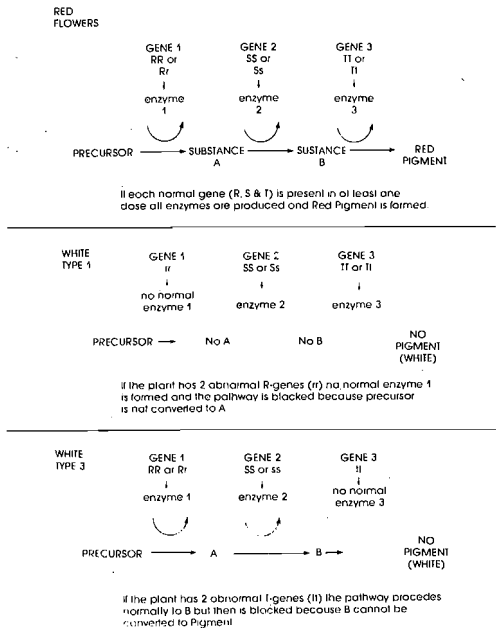 RED
FLOWERS
GENE 1 GENE 2 GENE 3
RR or SS or TT or
Rr Ss Tt
enzyme enzyme enzyme
1 2 3
PRECURSOR SUBSTANCE SUSTANCE RED
A B PIGMENT
If each normal gene (R, S & T) is present in at least one
dose all enzymes are produced and Red Pigment is formed.
WHITE GENE 1 GENE 2 GENE 3
TYPE 1 rr SS or Ss TT or Tt
no normal
enzyme 1 enzyme 2 enzyme 3
NO
PRECURSOR No A No B PIGMENT
(WHITE)
If the plant has 2 abnormal R-genes (rr) no normal enzyme 1
is formed and the pathway is blocked because precursor
is not converted to A
WHITE GENE 1 GENE 2 GENE 3
TYPE 3 RR or Rr SS or ss tt
enzyme 1 enzyme 2 no normal
enzyme 3
NO
PRECURSOR A B PIGMENT
(WHITE)
If the plant has 2 abnormal T-genes (tt) the pathway procedes
normally to B but then is blocked because B cannot be
converted to Pigment